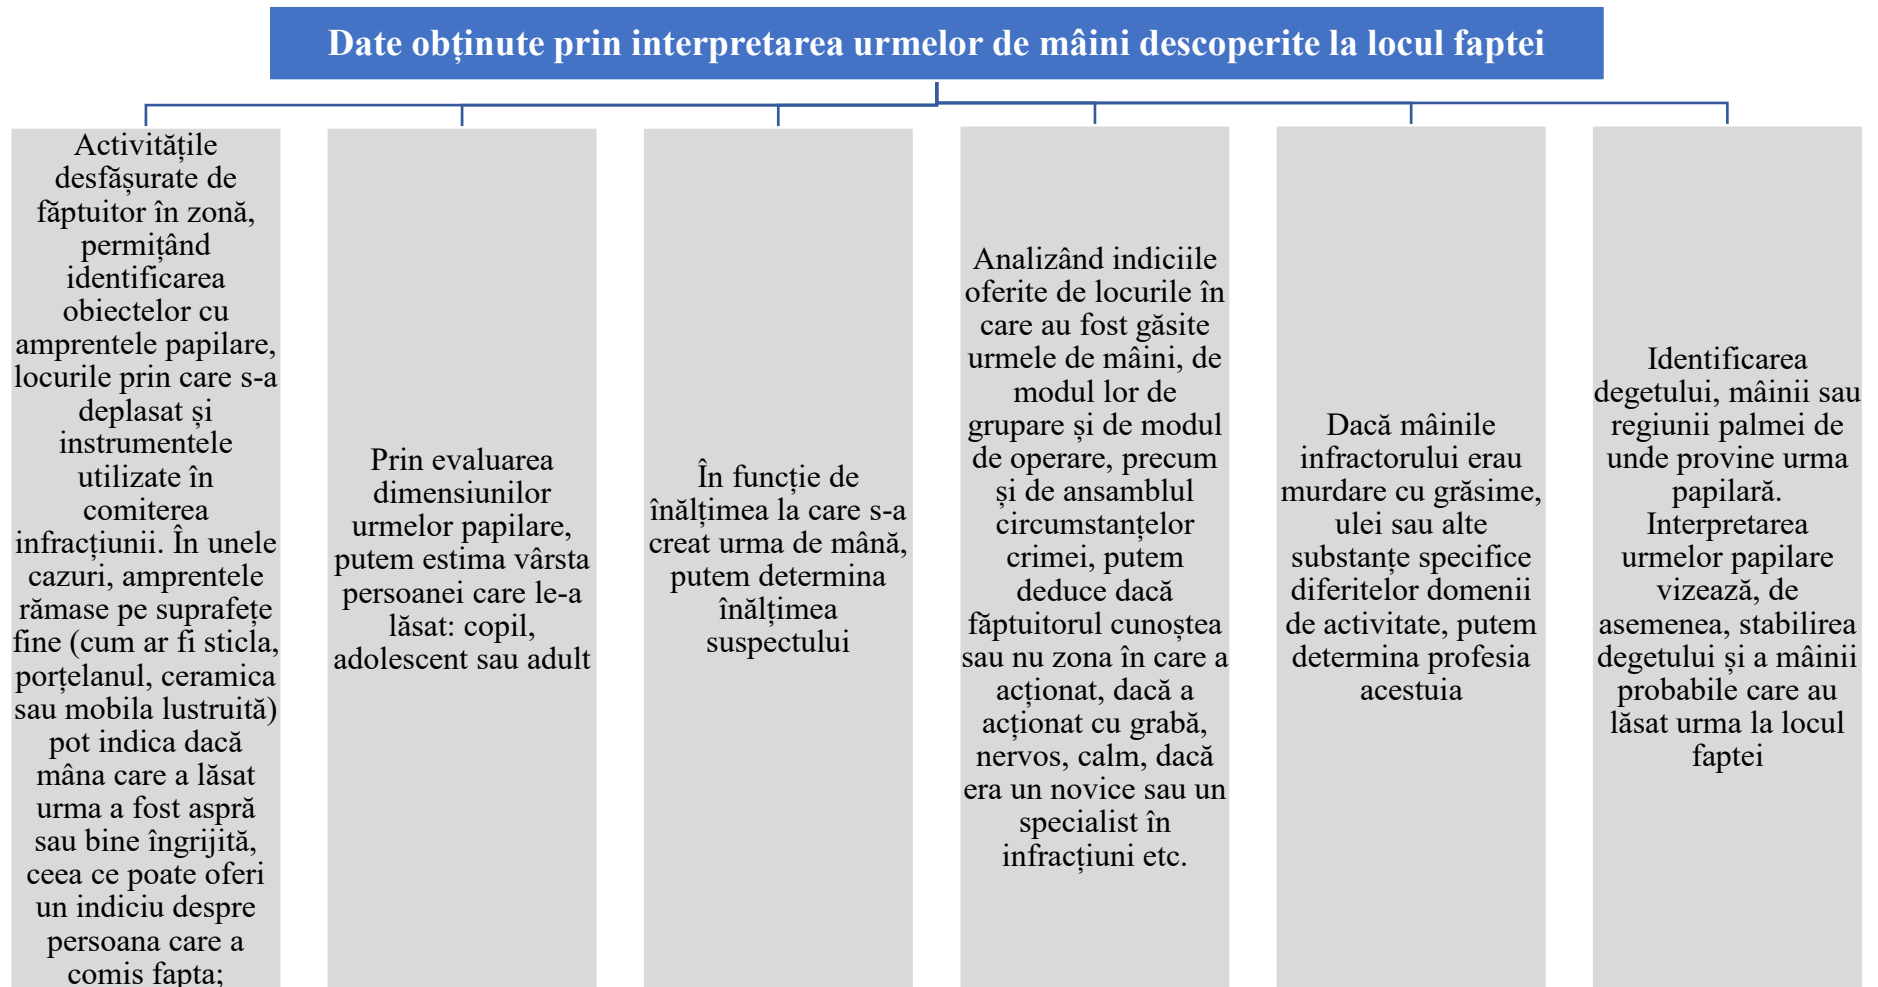 Date obținute prin interpretarea urmelor de mâini descoperite la locul faptei
Activitățile
desfășurate de
făptuitor în zonă,
permițând
identificarea
obiectelor cu
amprentele papilare,
locurile prin care s-a
deplasat și
instrumentele
utilizate în
comiterea
infracțiunii. În unele
cazuri, amprentele
rămase pe suprafețe
fine (cum ar fi sticla,
porțelanul, ceramica
sau mobila lustruită)
pot indica dacă
mâna care a lăsat
urma a fost aspră
sau bine îngrijită,
ceea ce poate oferi
un indiciu despre
persoana care a
comis fapta;
Prin evaluarea
dimensiunilor
urmelor papilare,
putem estima vârsta
persoanei care le-a
lăsat: copil,
adolescent sau adult
În funcție de
înălțimea la care s-a
creat urma de mână,
putem determina
înălțimea
suspectului
Analizând indiciile
oferite de locurile în
care au fost găsite
urmele de mâini, de
modul lor de
grupare și de modul
de operare, precum
și de ansamblul
circumstanțelor
crimei, putem
deduce dacă
făptuitorul cunoștea
sau nu zona în care a
acționat, dacă a
acționat cu grabă,
nervos, calm, dacă
era un novice sau un
specialist în
infracțiuni etc.
Dacă mâinile
infractorului erau
murdare cu grăsime,
ulei sau alte
substanțe specifice
diferitelor domenii
de activitate, putem
determina profesia
acestuia
Identificarea
degetului, mâinii sau
regiunii palmei de
unde provine urma
papilară.
Interpretarea
urmelor papilare
vizează, de
asemenea, stabilirea
degetului și a mâinii
probabile care au
lăsat urma la locul
faptei